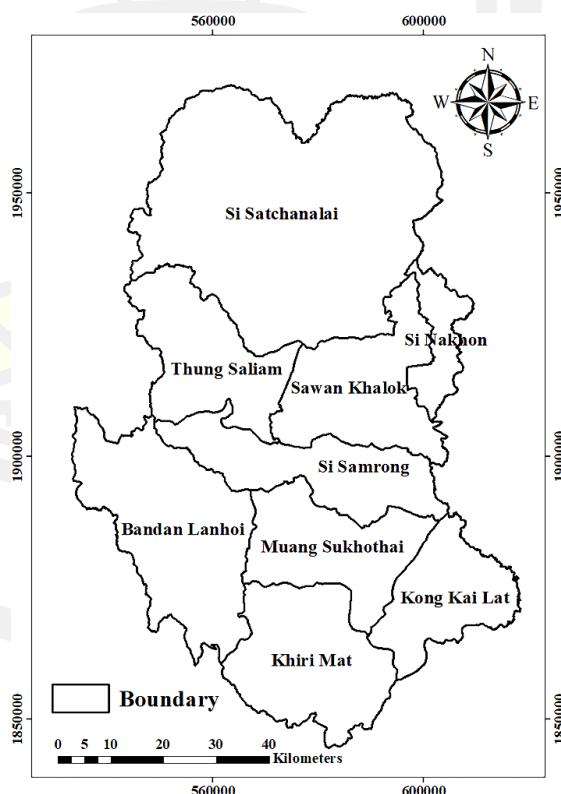 560000 600000
N
W E
S
1950000 1950000
Si Satchanalai
Si Nakhon
Thung Saliam
Sawan Khalok
1900000 1900000
Si Samrong
Bandan Lanhoi
Muang Sukhothai
Kong Kai Lat
Khiri Mat
Boundary
1850000 1850000
0 5 10 20 30 40
Kilometers
560000 600000